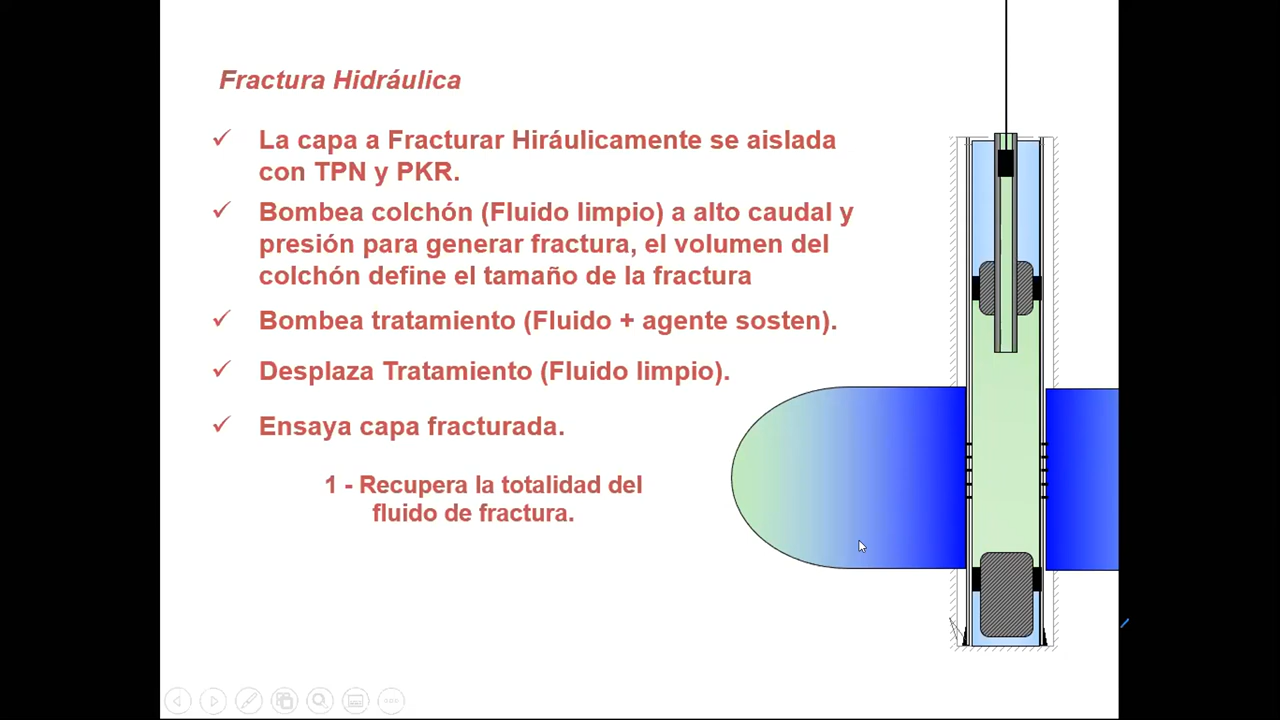 Fractura Hidráulica
La capa a Fracturar Hiráulicamente se aislada
con TPN y PKR.
Bombea colchón (Fluido limpio) a alto caudal y
presión para generar fractura, el volumen del
colchón define el tamaño de la fractura
Bombea tratamiento (Fluido + agente sosten).
Desplaza Tratamiento (Fluido limpio).
Ensaya capa fracturada.
1 - Recupera la totalidad del
fluido de fractura.